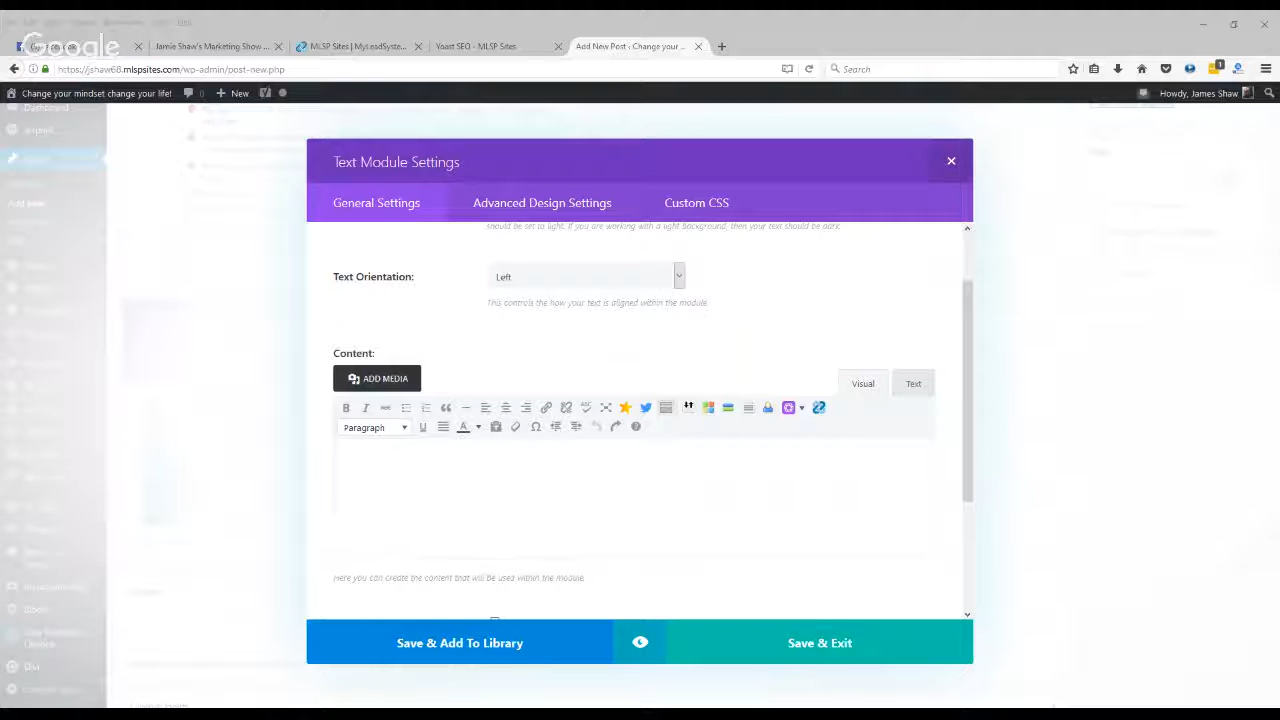 Google
Jamie Shaw's Marketing Show ...
MLSP Sites | MyLeadSyste...
Yoast SEO - MLSP Sites
Add New Post ‹ Change your ...
https://jshaw68.mlspsites.com/wp-admin/post-new.php
Search
Change your mindset change your life!
0
New
Howdy, James Shaw
Dashboard
Text Module Settings
General Settings
Advanced Design Settings
Custom CSS
should be set to light. If you are working with a light background, then your text should be dark.
Text Orientation:
Left
This controls the how your text is aligned within the module.
Content:
ADD MEDIA
Visual
Text
Paragraph
Here you can create the content that will be used within the module.
Save & Add To Library
Save & Exit
Divi